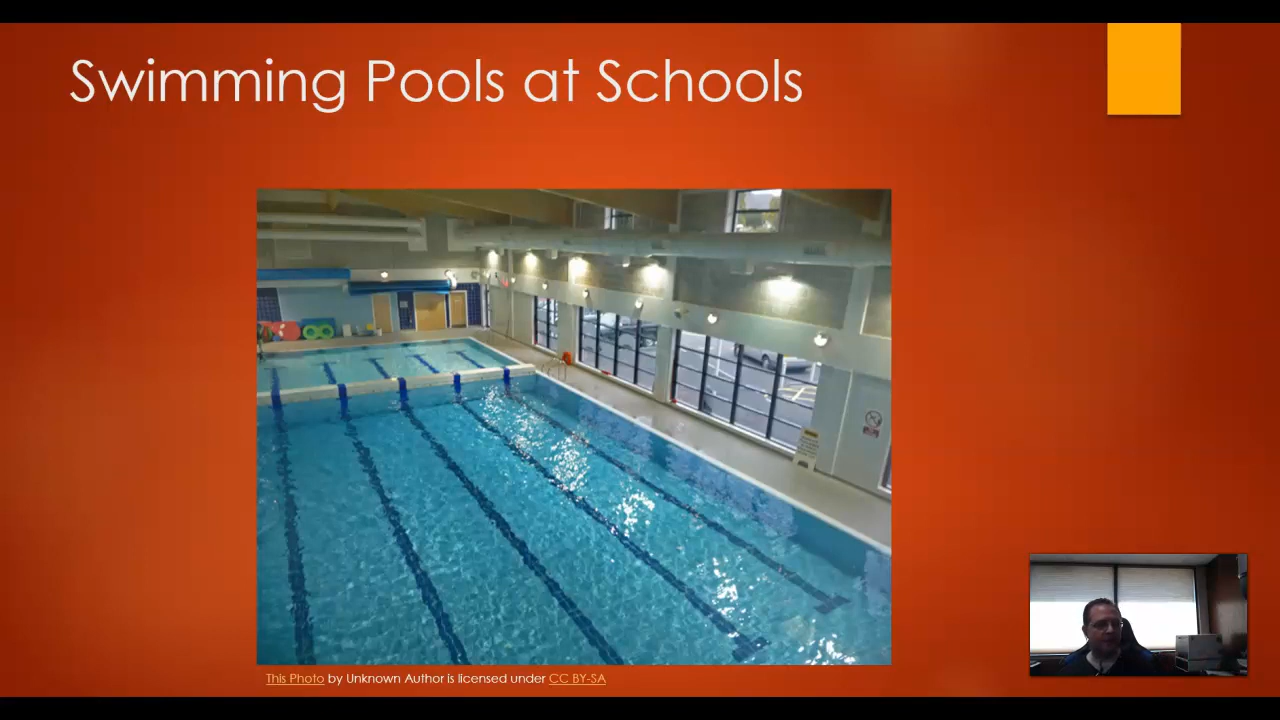 Swimming Pools at Schools
This Photo by Unknown Author is licensed under CC BY-SA